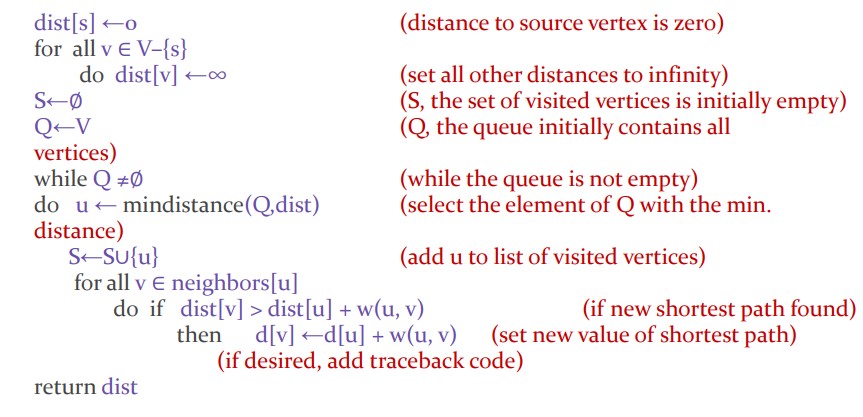 dist[s] ←o (distance to source vertex is zero)
for all v ∈ V–{s}
do dist[v] ←∞ (set all other distances to infinity)
S←∅ (S, the set of visited vertices is initially empty)
Q←V (Q, the queue initially contains all
vertices)
while Q ≠∅ (while the queue is not empty)
do u ← mindistance(Q,dist) (select the element of Q with the min.
distance)
S←S∪{u} (add u to list of visited vertices)
for all v ∈ neighbors[u]
do if dist[v] > dist[u] + w(u, v) (if new shortest path found)
then d[v] ←d[u] + w(u, v) (set new value of shortest path)
(if desired, add traceback code)
return dist